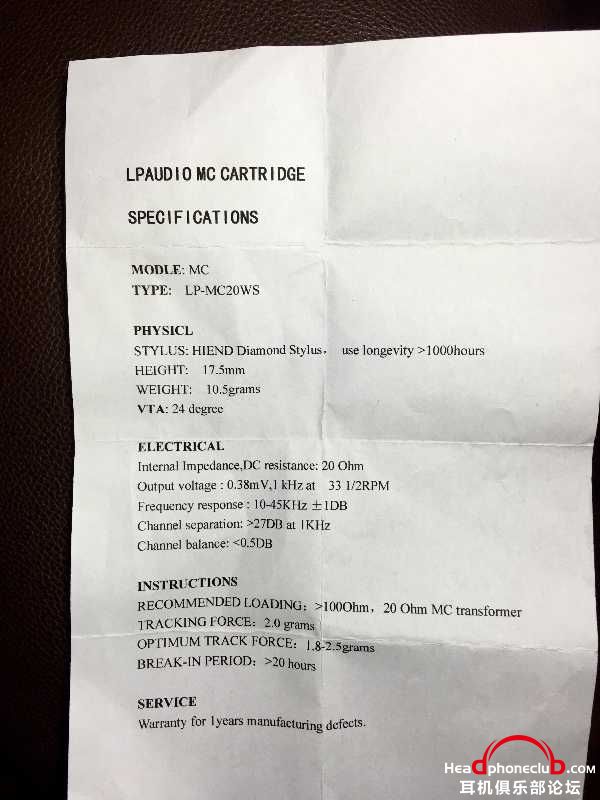 LPAUDIO MC CARTRIDGE
SPECIFICATIONS
MODLE: MC
TYPE: LP-MC20WS
PHYSICL
STYLUS: HIEND Diamond Stylus, use longevity >1000hours
HEIGHT: 17.5mm
WEIGHT: 10.5grams
VTA: 24 degree
ELECTRICAL
Internal Impedance,DC resistance: 20 Ohm
Output voltage : 0.38mV,1 kHz at 33 1/2RPM
Frequency response : 10-45KHz ±1DB
Channel separation: >27DB at 1KHz
Channel balance: <0.5DB
INSTRUCTIONS
RECOMMENDED LOADING: >100Ohm, 20 Ohm MC transformer
TRACKING FORCE: 2.0 grams
OPTIMUM TRACK FORCE: 1.8-2.5grams
BREAK-IN PERIOD: >20 hours
SERVICE
Warranty for 1years manufacturing defects.
Headphoneclub.com
耳机俱乐部论坛